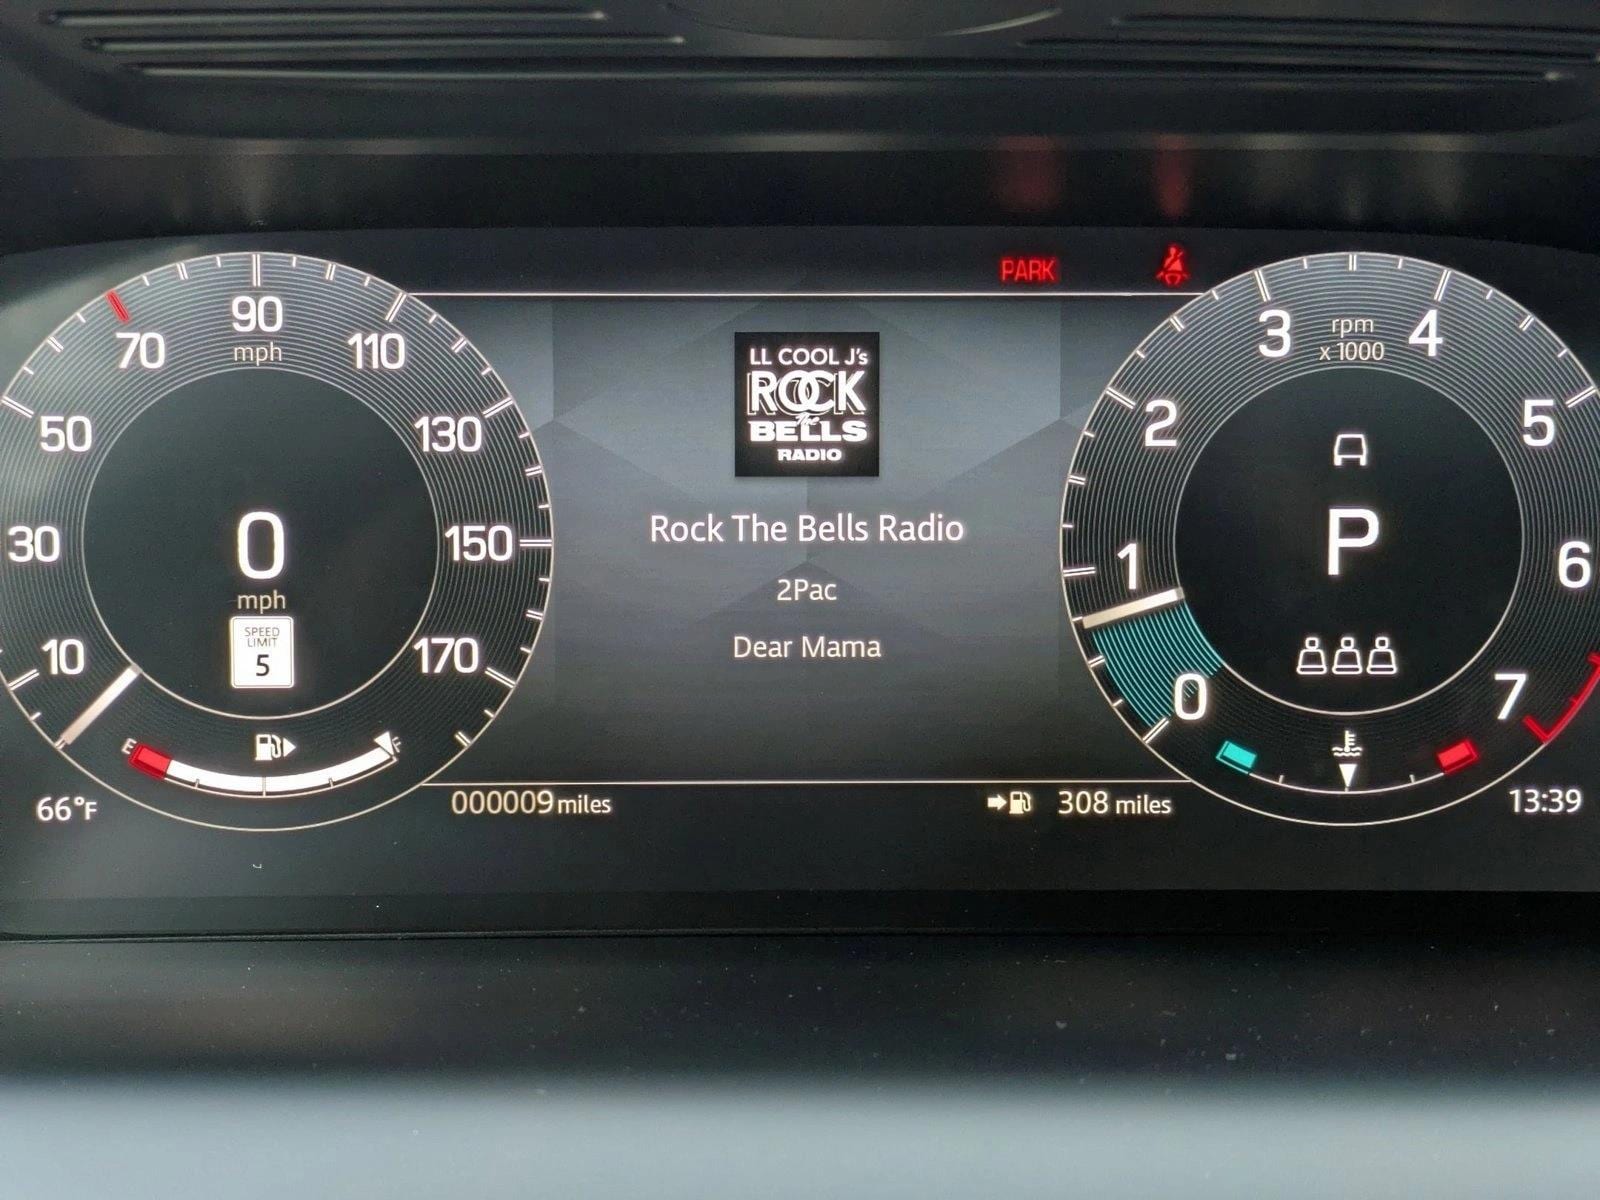 PARK
10
30
50
70
90
mph
110
130
150
170
0
mph
SPEED
LIMIT
5
E
F
66°F
000009 miles
LL COOL J's
ROCK
The
BELLS
RADIO
Rock The Bells Radio
2Pac
Dear Mama
308 miles
0
1
2
3
rpm
x 1000
4
5
6
7
P
13:39